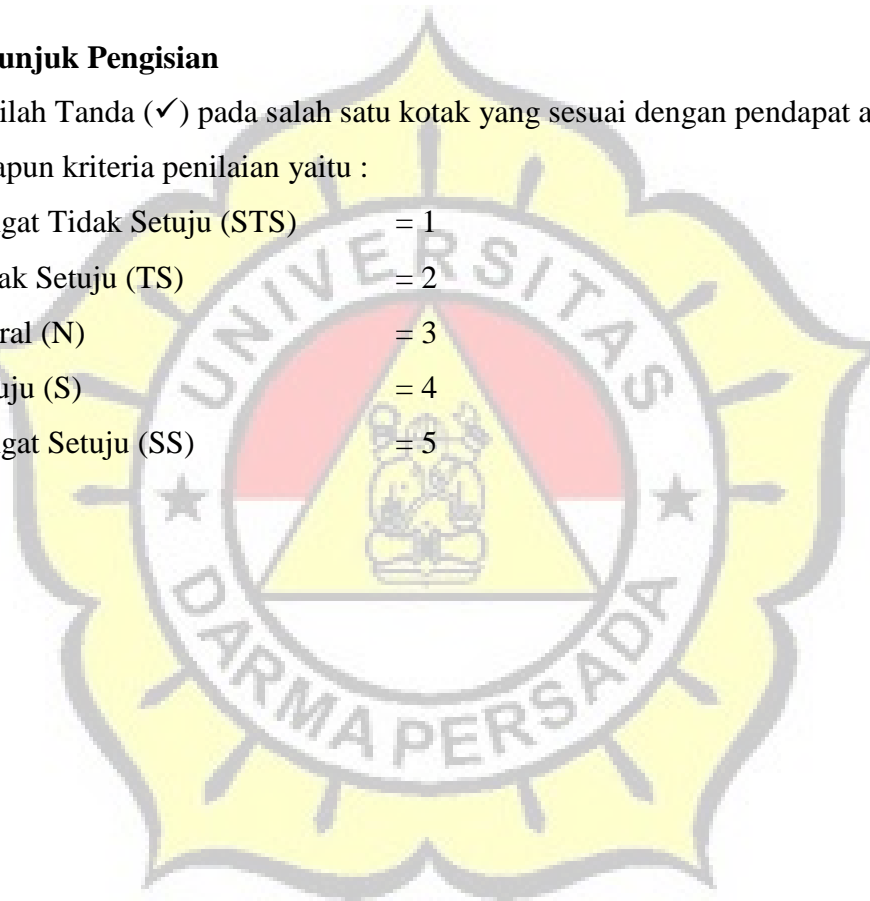 unjuk Pengisian
ilah Tanda (✓) pada salah satu kotak yang sesuai dengan pendapat a
apun kriteria penilaian yaitu :
gat Tidak Setuju (STS) = 1
ak Setuju (TS) = 2
ral (N) = 3
uju (S) = 4
gat Setuju (SS) = 5
UNIVERSITAS
DARMA PERSADA